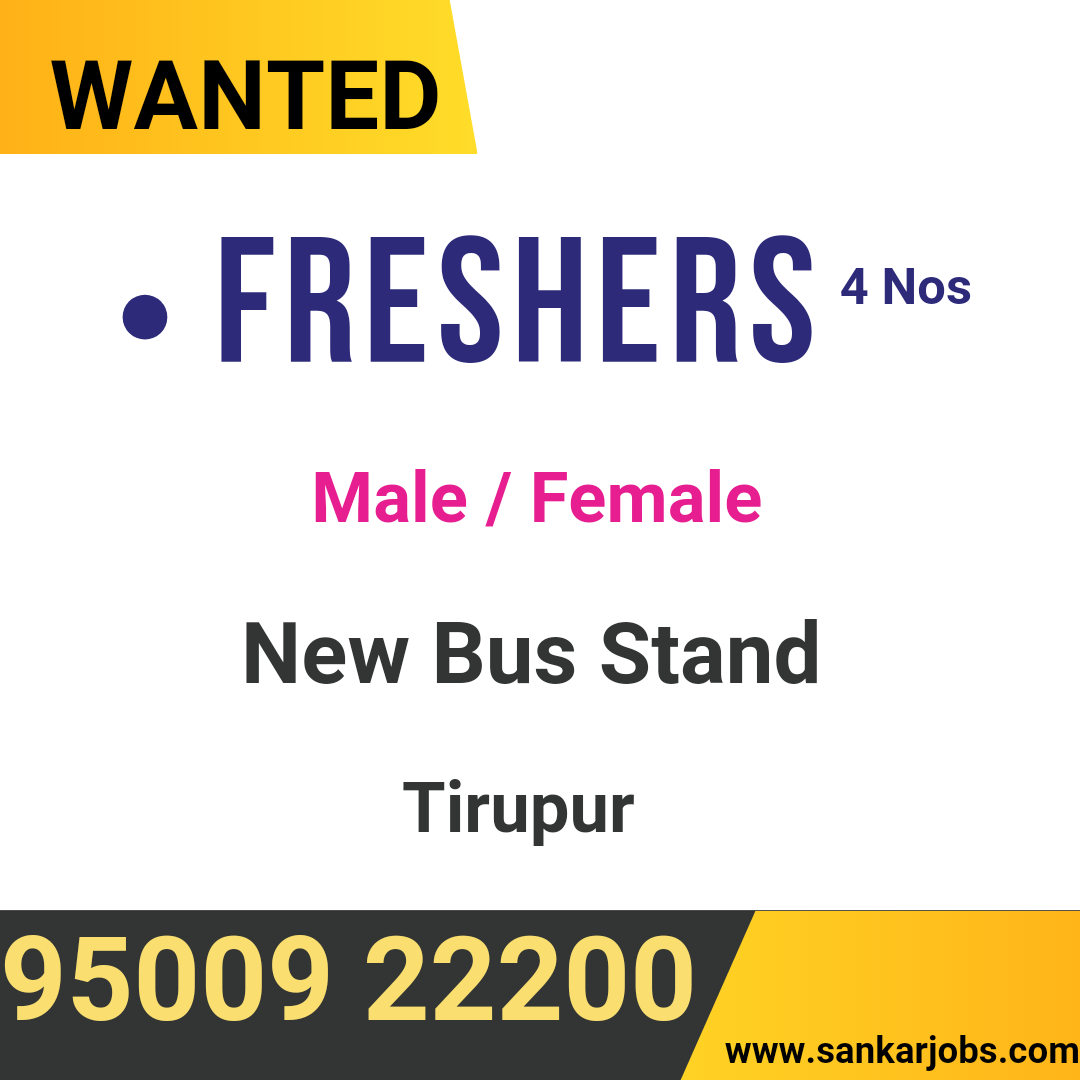 WANTED
• FRESHERS 4 Nos
Male / Female
New Bus Stand
Tirupur
95009 22200
www.sankarjobs.com